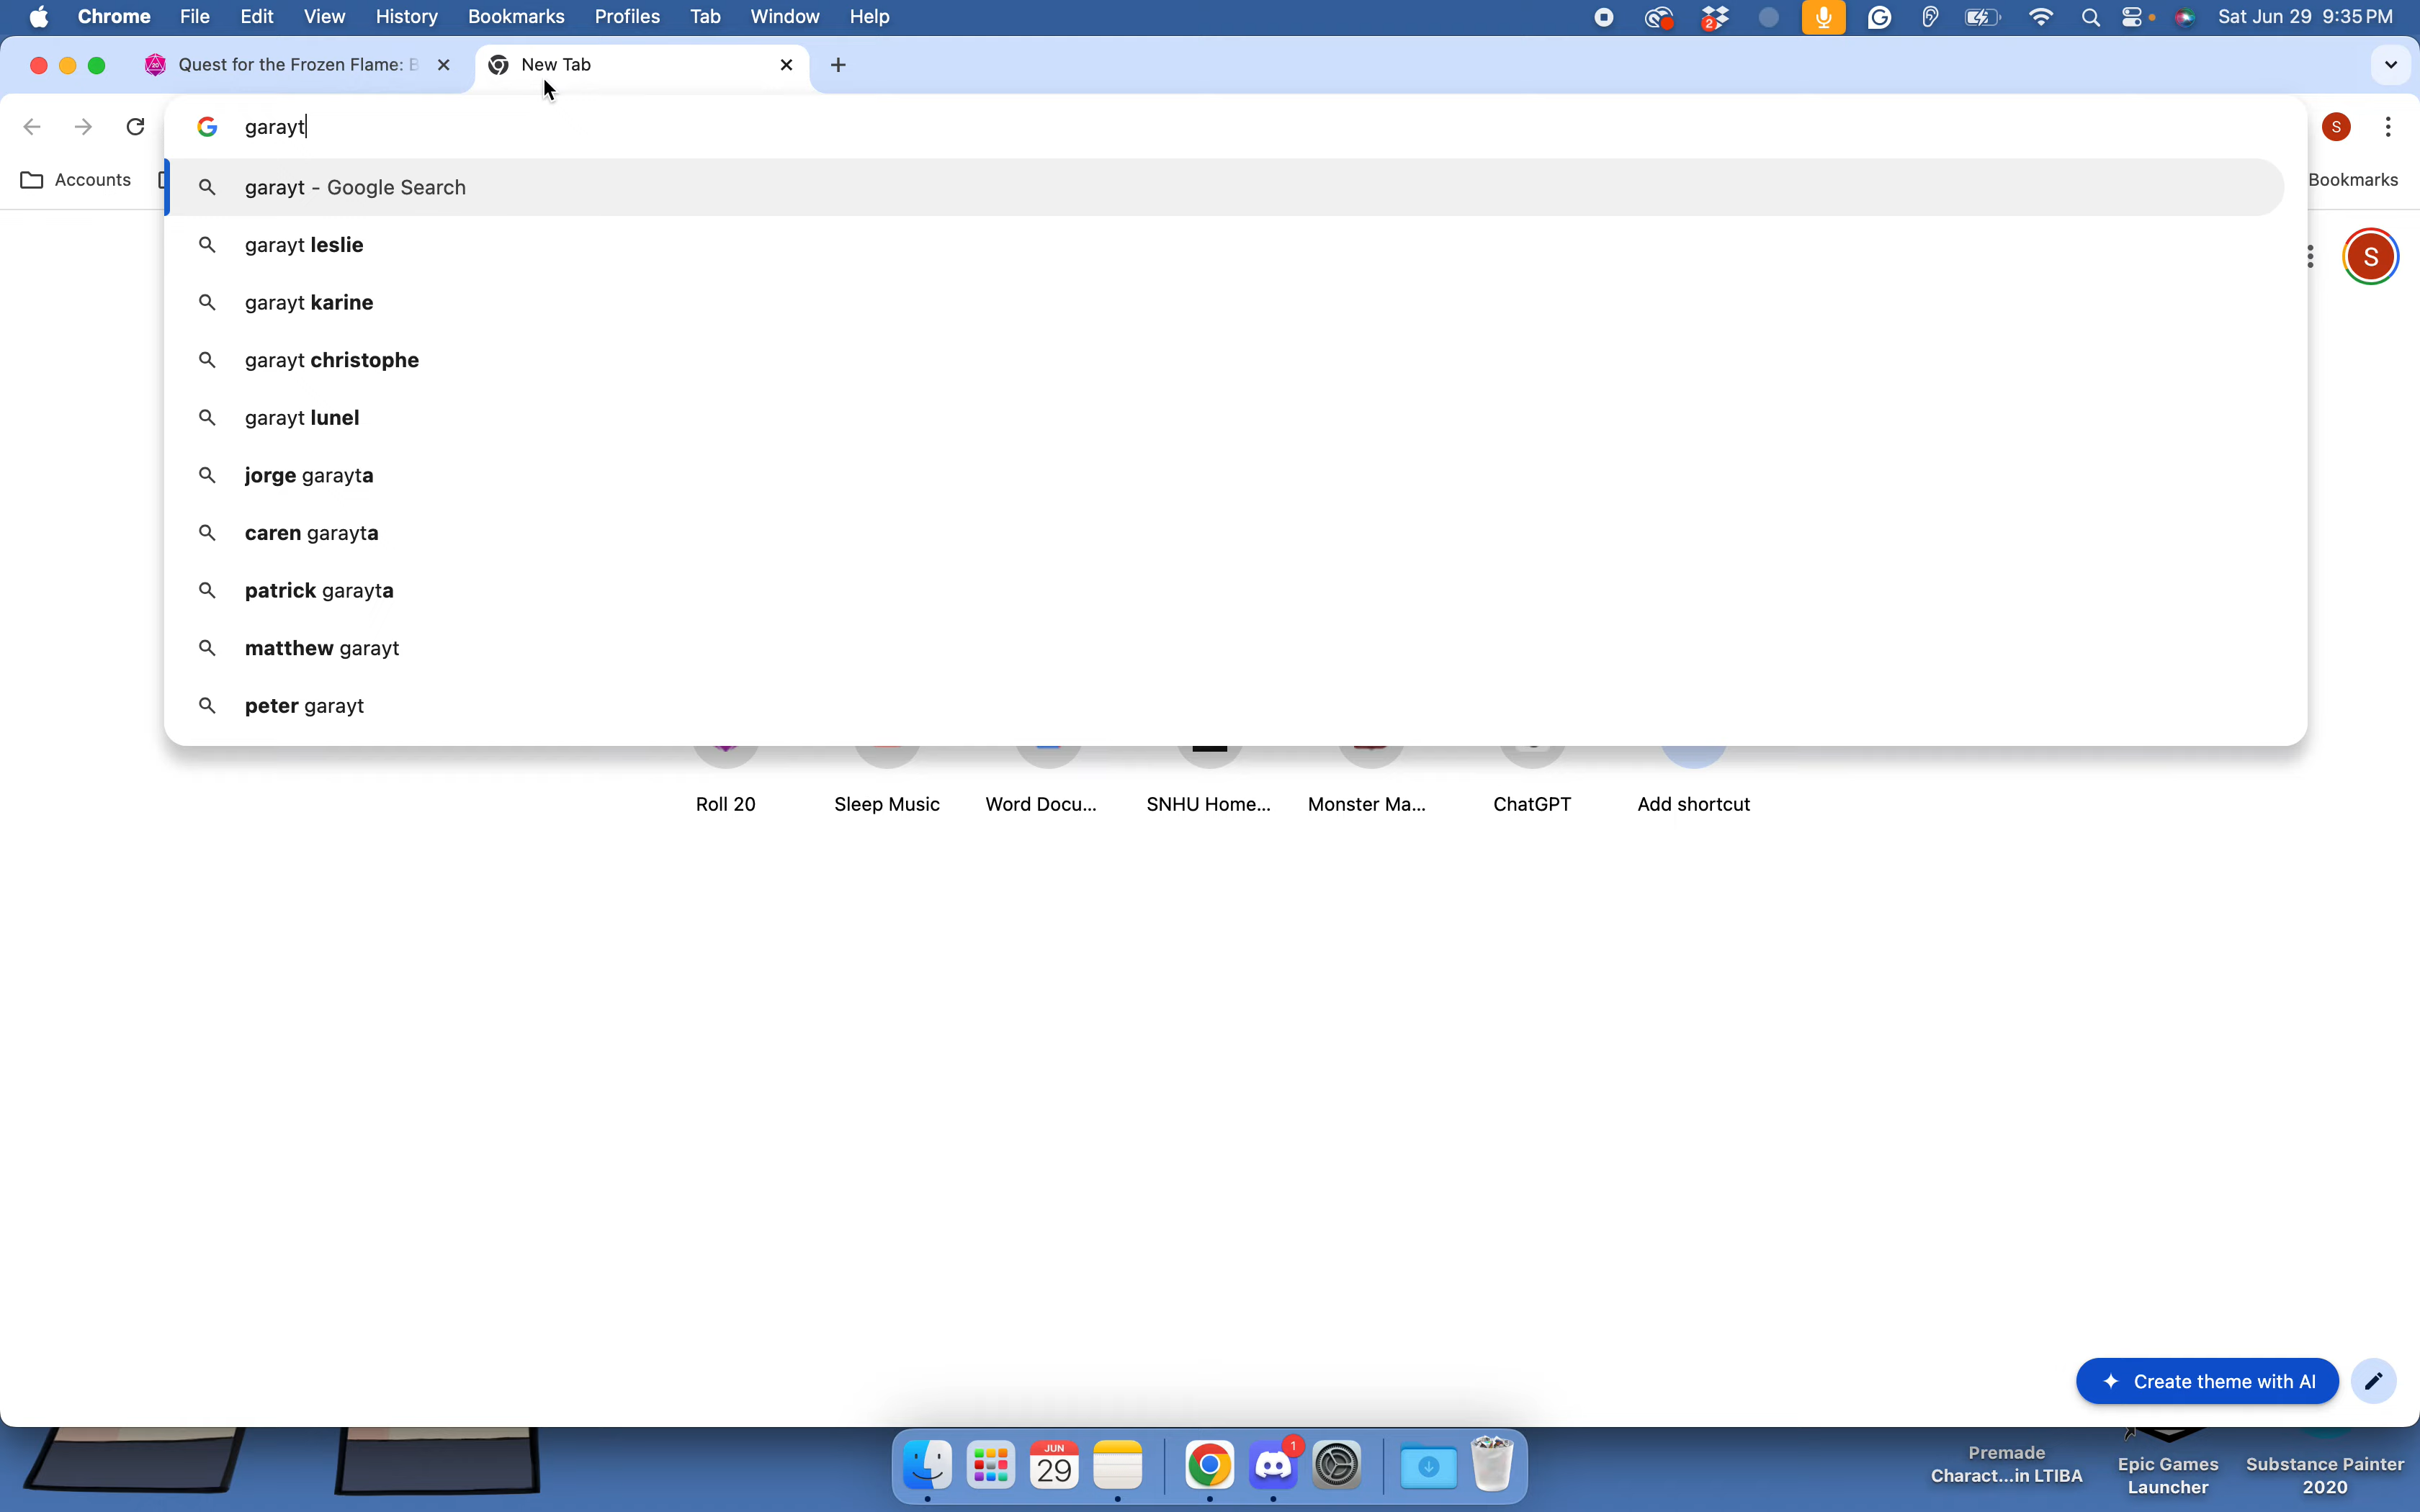 Chrome File Edit View History Bookmarks Profiles Tab Window Help 2 Sat Jun 29 9:35 PM
Quest for the Frozen Flame: B New Tab
garayt S
Accounts garayt - Google Search Bookmarks
garayt leslie S
garayt karine
garayt christophe
garayt lunel
jorge garayta
caren garayta
patrick garayta
matthew garayt
peter garayt
Roll 20 Sleep Music Word Docu... SNHU Home... Monster Ma... ChatGPT Add shortcut
Create theme with AI
JUN 1
29
Premade
Charact...in LTIBA
Epic Games
Launcher
Substance Painter
2020